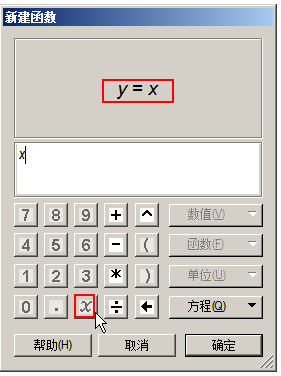 新建函数
y = x
x
7 8 9 + ^ 数值(V)
4 5 6 - ( 函数(F)
1 2 3 * ) 单位(U)
0 . x ÷ ← 方程(Q)
帮助(H) 取消 确定